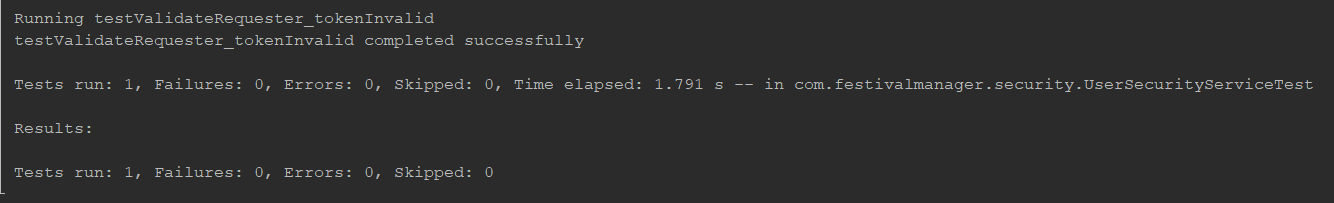 Running testValidateRequester_tokenInvalid
testValidateRequester_tokenInvalid completed successfully
Tests run: 1, Failures: 0, Errors: 0, Skipped: 0, Time elapsed: 1.791 s -- in com.festivalmanager.security.UserSecurityServiceTest
Results:
Tests run: 1, Failures: 0, Errors: 0, Skipped: 0